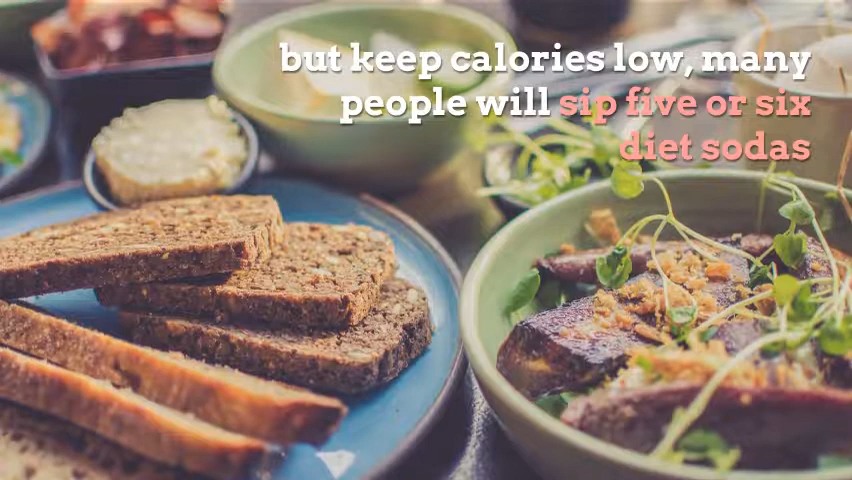 but keep calories low, many
people will sip five or six
diet sodas